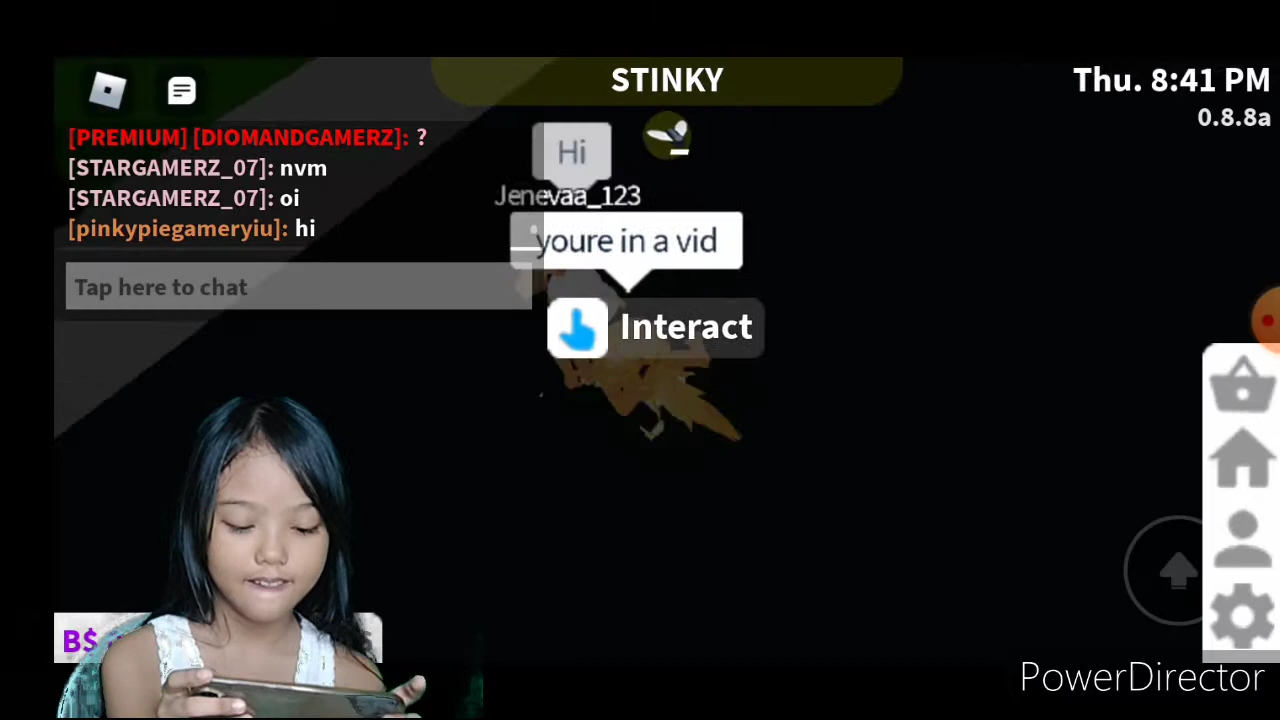 STINKY
Thu. 8:41 PM
0.8.8a
[PREMIUM] [DIOMANDGAMERZ]: ?
[STARGAMERZ_07]: nvm
[STARGAMERZ_07]: oi
[pinkypiegameryiu]: hi
Tap here to chat
Hi
Jenevaa_123
youre in a vid
Interact
B$
PowerDirector